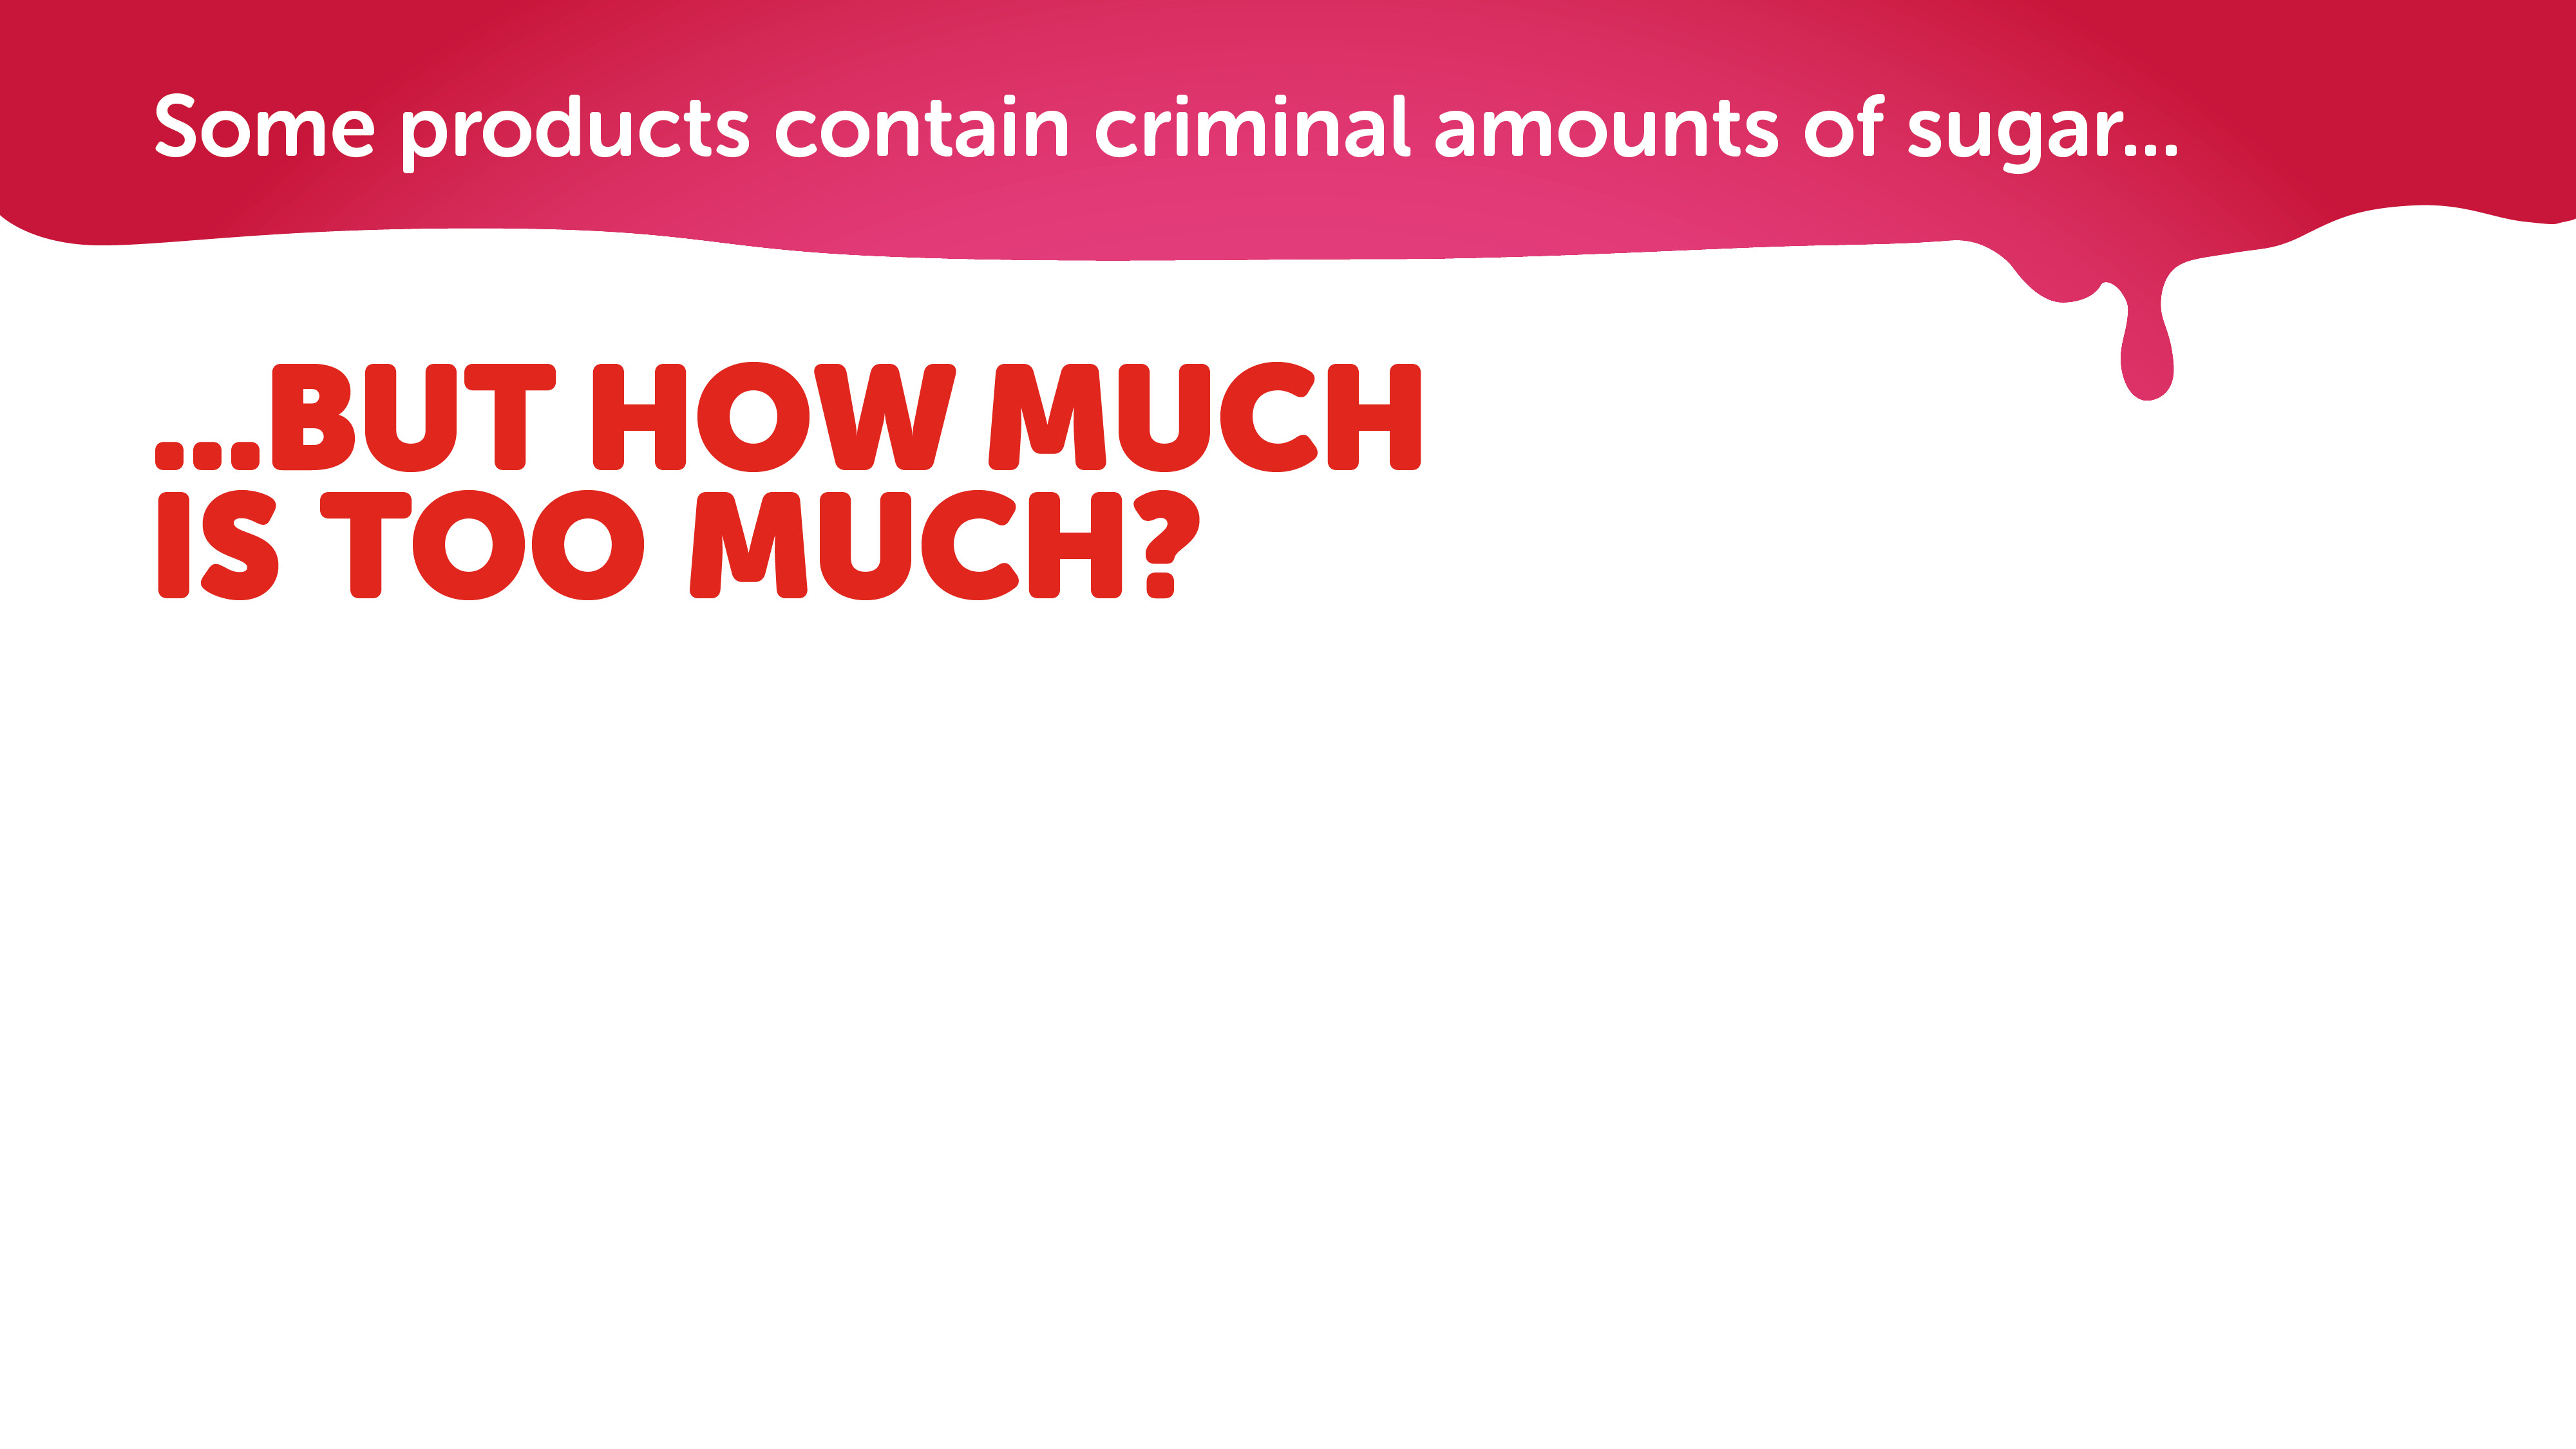 Some products contain criminal amounts of sugar...
...BUT HOW MUCH
IS TOO MUCH?